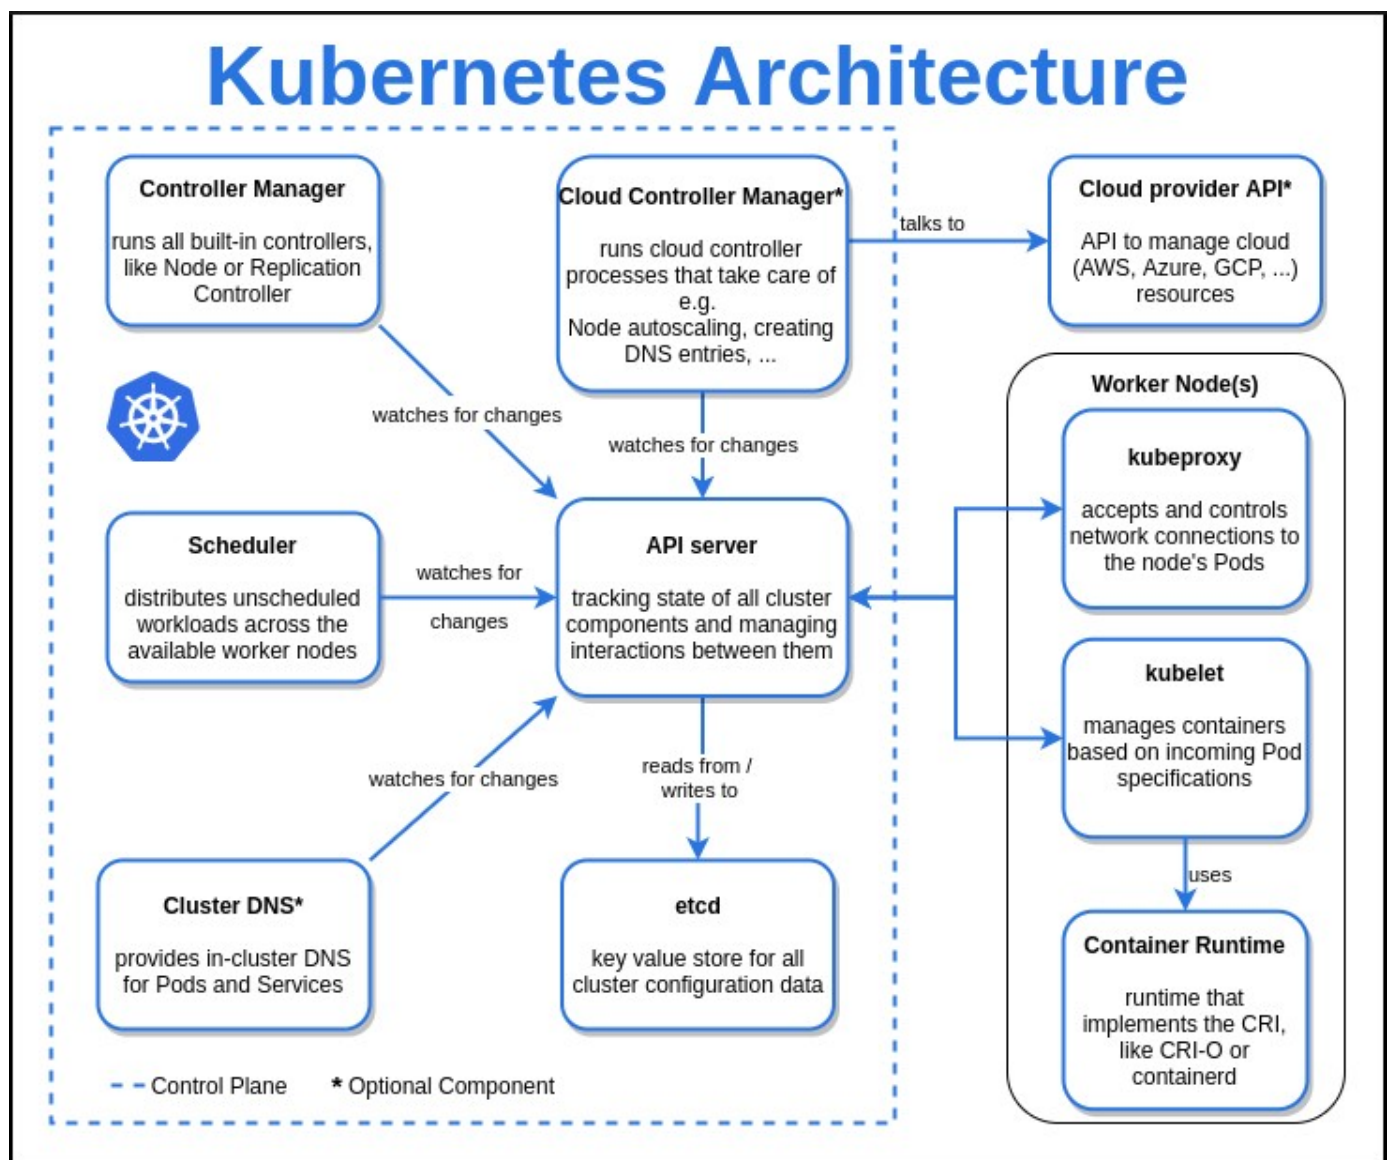 Kubernetes Architecture
Controller Manager
runs all built-in controllers,
like Node or Replication
Controller
Cloud Controller Manager*
runs cloud controller
processes that take care of
e.g.
Node autoscaling, creating
DNS entries, ...
talks to
Cloud provider API*
API to manage cloud
(AWS, Azure, GCP, ...)
resources
watches for changes
watches for changes
Scheduler
distributes unscheduled
workloads across the
available worker nodes
watches for
changes
API server
tracking state of all cluster
components and managing
interactions between them
watches for changes
reads from /
writes to
Cluster DNS*
provides in-cluster DNS
for Pods and Services
etcd
key value store for all
cluster configuration data
Control Plane
* Optional Component
Worker Node(s)
kubeproxy
accepts and controls
network connections to
the node's Pods
kubelet
manages containers
based on incoming Pod
specifications
uses
Container Runtime
runtime that
implements the CRI,
like CRI-O or
containerd